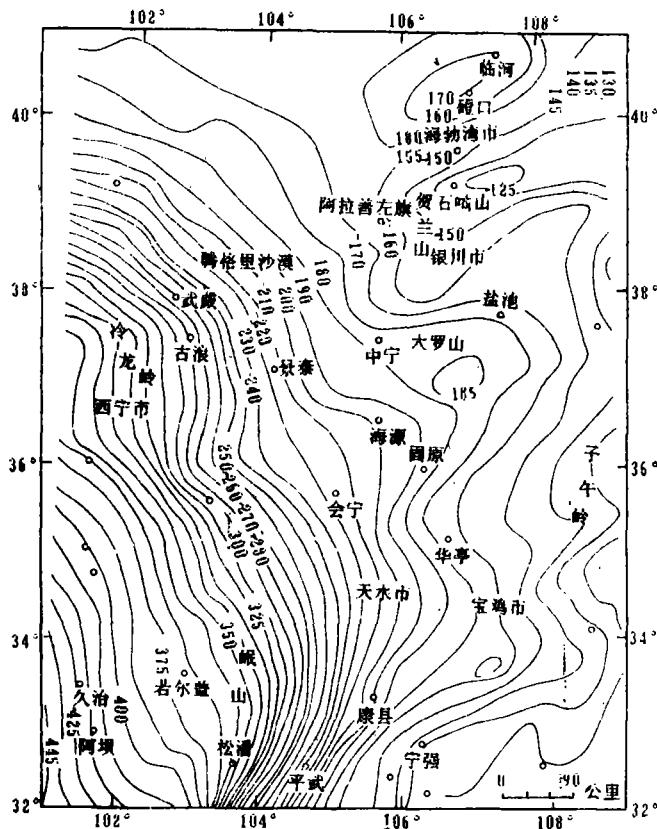 102° 104° 106° 108°
临河
130
135
140
145
40° 40°
170
磴口
160
180 海勃湾市
155 150
125
阿拉善左旗 贺 石嘴山
兰
山
160 150
170 银川市
腾格里沙漠 180
38° 38°
武威 190
200
210
220
230
240
盐池
冷
龙
岭
古浪
景泰
中宁 大罗山
西宁市
185
海源
固原
36° 36°
子
午
岭
250
260
270
280
300
会宁
华亭
天水市
宝鸡市
325
34° 34°
350
375
岷
山
若尔盖
久治
400
425
阿坝
445
松潘
康县
平武
宁强
0 90 公里
32° 32°
102° 104° 106° 108°